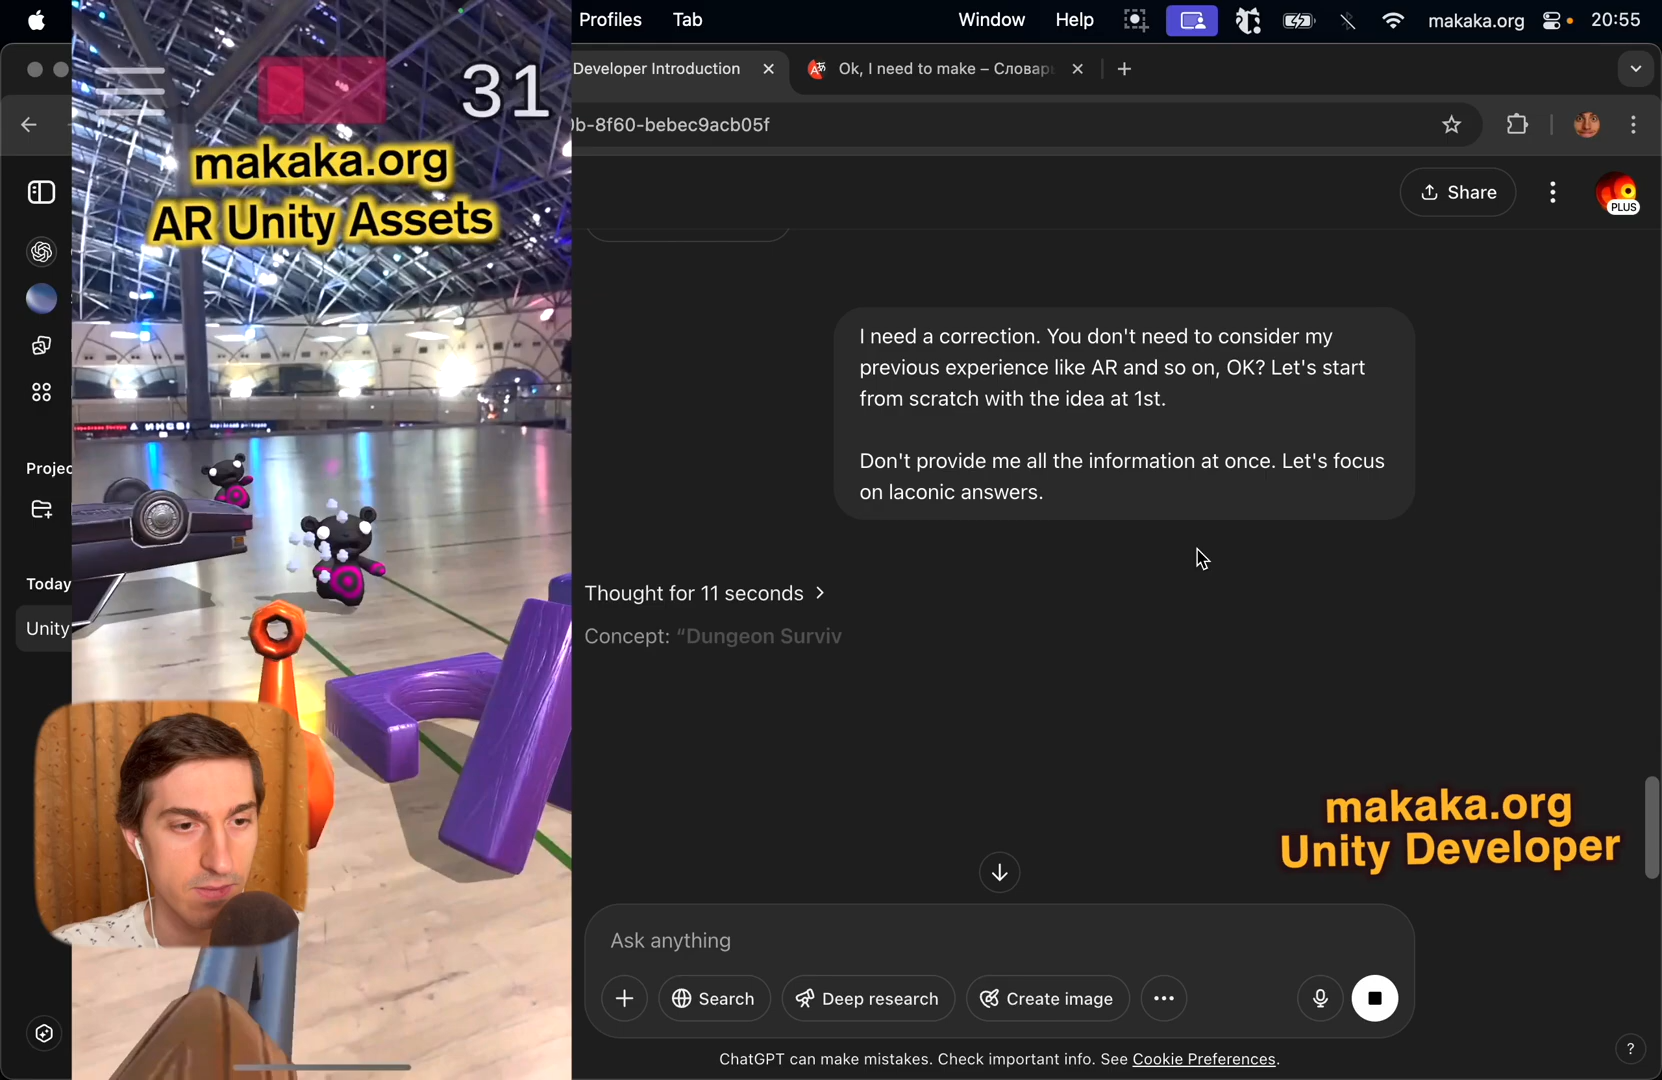 Profiles Tab Window Help makaka.org 20:55
Developer Introduction
Ok, I need to make – Словарь
b-8f60-bebec9acb05f
31
makaka.org
AR Unity Assets
Share
PLUS
I need a correction. You don't need to consider my
previous experience like AR and so on, OK? Let's start
from scratch with the idea at 1st.
Don't provide me all the information at once. Let's focus
on laconic answers.
Projec
Today
Unity
Thought for 11 seconds
Concept: “Dungeon Surviv
makaka.org
Unity Developer
Ask anything
Search
Deep research
Create image
ChatGPT can make mistakes. Check important info. See Cookie Preferences.
?